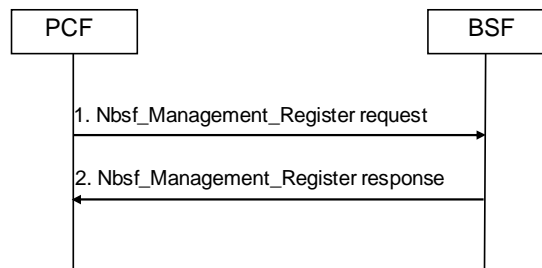 PCF
BSF
1. Nbsf_Management_Register request
2. Nbsf_Management_Register response